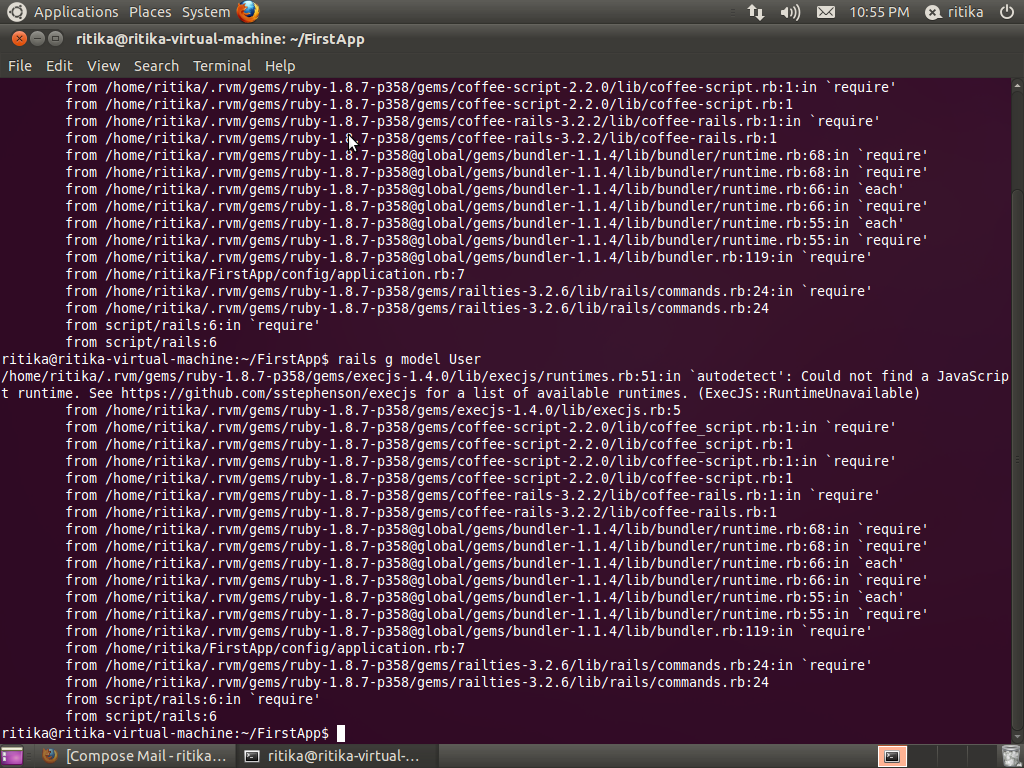 Applications Places System 10:55 PM ritika
ritika@ritika-virtual-machine: ~/FirstApp
File Edit View Search Terminal Help
from /home/ritika/.rvm/gems/ruby-1.8.7-p358/gems/coffee-script-2.2.0/lib/coffee-script.rb:1:in `require'
from /home/ritika/.rvm/gems/ruby-1.8.7-p358/gems/coffee-script-2.2.0/lib/coffee-script.rb:1
from /home/ritika/.rvm/gems/ruby-1.8.7-p358/gems/coffee-rails-3.2.2/lib/coffee-rails.rb:1:in `require'
from /home/ritika/.rvm/gems/ruby-1.8.7-p358/gems/coffee-rails-3.2.2/lib/coffee-rails.rb:1
from /home/ritika/.rvm/gems/ruby-1.8.7-p358@global/gems/bundler-1.1.4/lib/bundler/runtime.rb:68:in `require'
from /home/ritika/.rvm/gems/ruby-1.8.7-p358@global/gems/bundler-1.1.4/lib/bundler/runtime.rb:68:in `require'
from /home/ritika/.rvm/gems/ruby-1.8.7-p358@global/gems/bundler-1.1.4/lib/bundler/runtime.rb:66:in `each'
from /home/ritika/.rvm/gems/ruby-1.8.7-p358@global/gems/bundler-1.1.4/lib/bundler/runtime.rb:66:in `require'
from /home/ritika/.rvm/gems/ruby-1.8.7-p358@global/gems/bundler-1.1.4/lib/bundler/runtime.rb:55:in `each'
from /home/ritika/.rvm/gems/ruby-1.8.7-p358@global/gems/bundler-1.1.4/lib/bundler/runtime.rb:55:in `require'
from /home/ritika/.rvm/gems/ruby-1.8.7-p358@global/gems/bundler-1.1.4/lib/bundler.rb:119:in `require'
from /home/ritika/FirstApp/config/application.rb:7
from /home/ritika/.rvm/gems/ruby-1.8.7-p358/gems/railties-3.2.6/lib/rails/commands.rb:24:in `require'
from /home/ritika/.rvm/gems/ruby-1.8.7-p358/gems/railties-3.2.6/lib/rails/commands.rb:24
from script/rails:6:in `require'
from script/rails:6
ritika@ritika-virtual-machine:~/FirstApp$ rails g model User
/home/ritika/.rvm/gems/ruby-1.8.7-p358/gems/execjs-1.4.0/lib/execjs/runtimes.rb:51:in `autodetect': Could not find a JavaScrip
t runtime. See https://github.com/sstephenson/execjs for a list of available runtimes. (ExecJS::RuntimeUnavailable)
from /home/ritika/.rvm/gems/ruby-1.8.7-p358/gems/execjs-1.4.0/lib/execjs.rb:5
from /home/ritika/.rvm/gems/ruby-1.8.7-p358/gems/coffee-script-2.2.0/lib/coffee_script.rb:1:in `require'
from /home/ritika/.rvm/gems/ruby-1.8.7-p358/gems/coffee-script-2.2.0/lib/coffee_script.rb:1
from /home/ritika/.rvm/gems/ruby-1.8.7-p358/gems/coffee-script-2.2.0/lib/coffee-script.rb:1:in `require'
from /home/ritika/.rvm/gems/ruby-1.8.7-p358/gems/coffee-script-2.2.0/lib/coffee-script.rb:1
from /home/ritika/.rvm/gems/ruby-1.8.7-p358/gems/coffee-rails-3.2.2/lib/coffee-rails.rb:1:in `require'
from /home/ritika/.rvm/gems/ruby-1.8.7-p358/gems/coffee-rails-3.2.2/lib/coffee-rails.rb:1
from /home/ritika/.rvm/gems/ruby-1.8.7-p358@global/gems/bundler-1.1.4/lib/bundler/runtime.rb:68:in `require'
from /home/ritika/.rvm/gems/ruby-1.8.7-p358@global/gems/bundler-1.1.4/lib/bundler/runtime.rb:68:in `require'
from /home/ritika/.rvm/gems/ruby-1.8.7-p358@global/gems/bundler-1.1.4/lib/bundler/runtime.rb:66:in `each'
from /home/ritika/.rvm/gems/ruby-1.8.7-p358@global/gems/bundler-1.1.4/lib/bundler/runtime.rb:66:in `require'
from /home/ritika/.rvm/gems/ruby-1.8.7-p358@global/gems/bundler-1.1.4/lib/bundler/runtime.rb:55:in `each'
from /home/ritika/.rvm/gems/ruby-1.8.7-p358@global/gems/bundler-1.1.4/lib/bundler/runtime.rb:55:in `require'
from /home/ritika/.rvm/gems/ruby-1.8.7-p358@global/gems/bundler-1.1.4/lib/bundler.rb:119:in `require'
from /home/ritika/FirstApp/config/application.rb:7
from /home/ritika/.rvm/gems/ruby-1.8.7-p358/gems/railties-3.2.6/lib/rails/commands.rb:24:in `require'
from /home/ritika/.rvm/gems/ruby-1.8.7-p358/gems/railties-3.2.6/lib/rails/commands.rb:24
from script/rails:6:in `require'
from script/rails:6
ritika@ritika-virtual-machine:~/FirstApp$
[Compose Mail - ritika... ritika@ritika-virtual-...